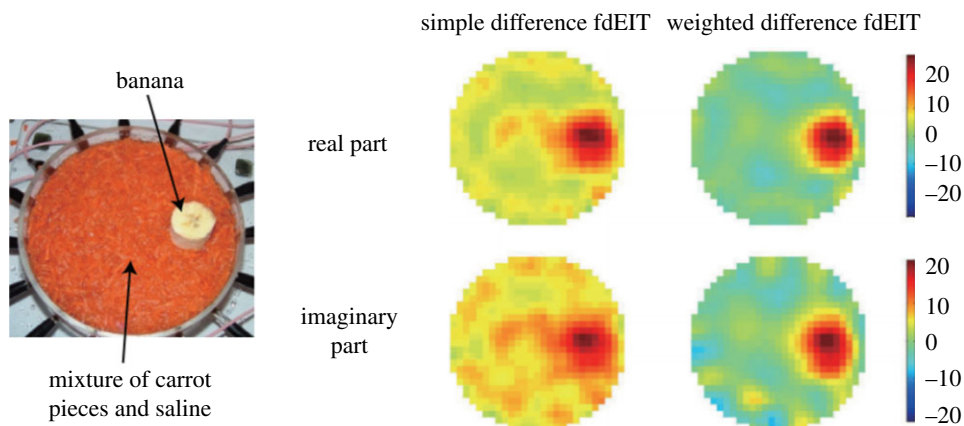 simple difference fdEIT
weighted difference fdEIT
banana
real part
20
10
0
−10
−20
imaginary
part
20
10
0
−10
−20
mixture of carrot
pieces and saline